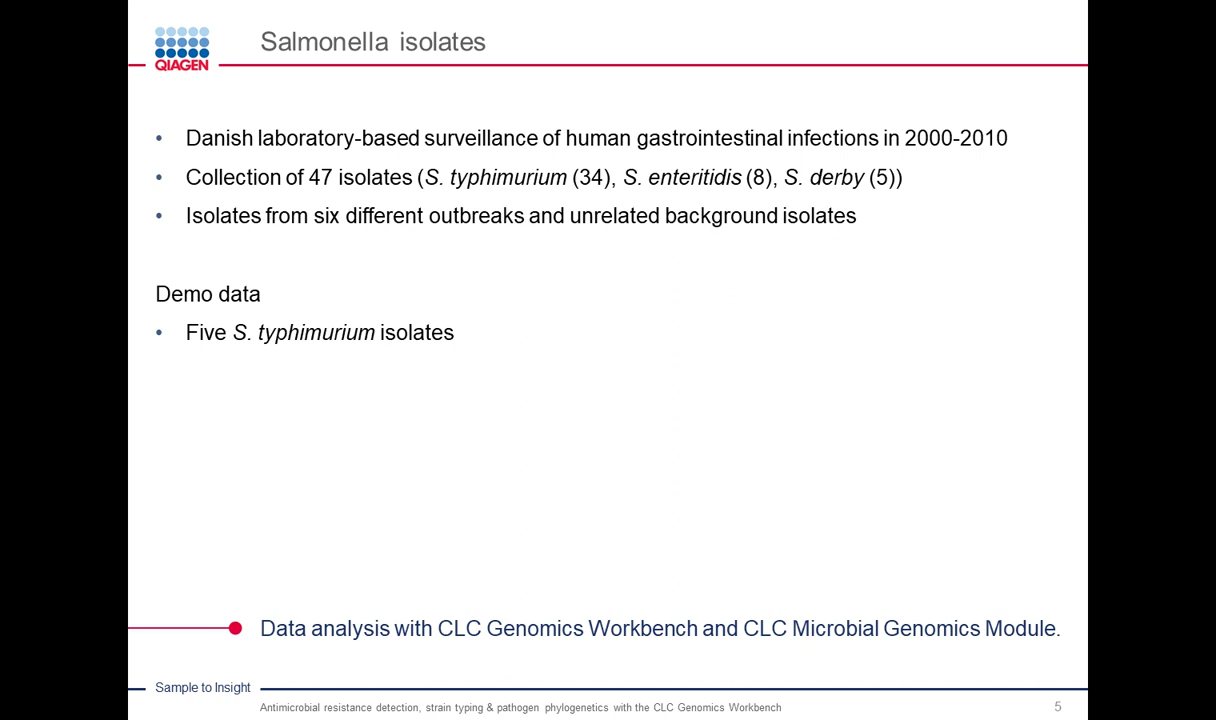 QIAGEN
Salmonella isolates
• Danish laboratory-based surveillance of human gastrointestinal infections in 2000-2010
• Collection of 47 isolates (S. typhimurium (34), S. enteritidis (8), S. derby (5))
• Isolates from six different outbreaks and unrelated background isolates
Demo data
• Five S. typhimurium isolates
Data analysis with CLC Genomics Workbench and CLC Microbial Genomics Module.
Sample to Insight
Antimicrobial resistance detection, strain typing & pathogen phylogenetics with the CLC Genomics Workbench 5